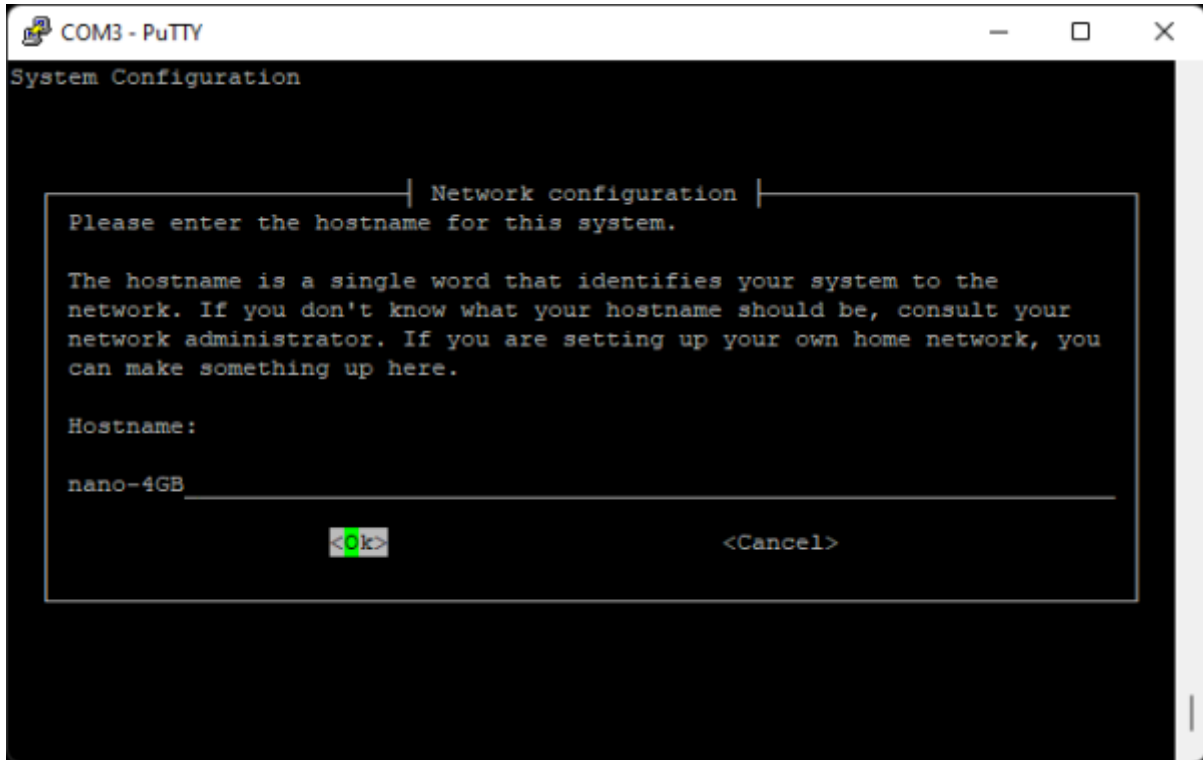 COM3 - PuTTY
System Configuration
Network configuration
Please enter the hostname for this system.
The hostname is a single word that identifies your system to the
network. If you don't know what your hostname should be, consult your
network administrator. If you are setting up your own home network, you
can make something up here.
Hostname:
nano-4GB
<Ok> <Cancel>